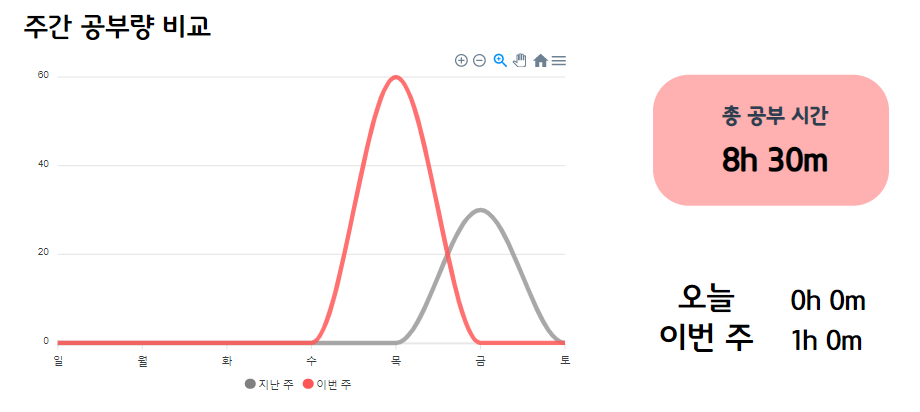 주간 공부량 비교
60
40
20
0
일 월 화 수 목 금 토
지난 주 이번 주
총 공부 시간
8h 30m
오늘 0h 0m
이번 주 1h 0m